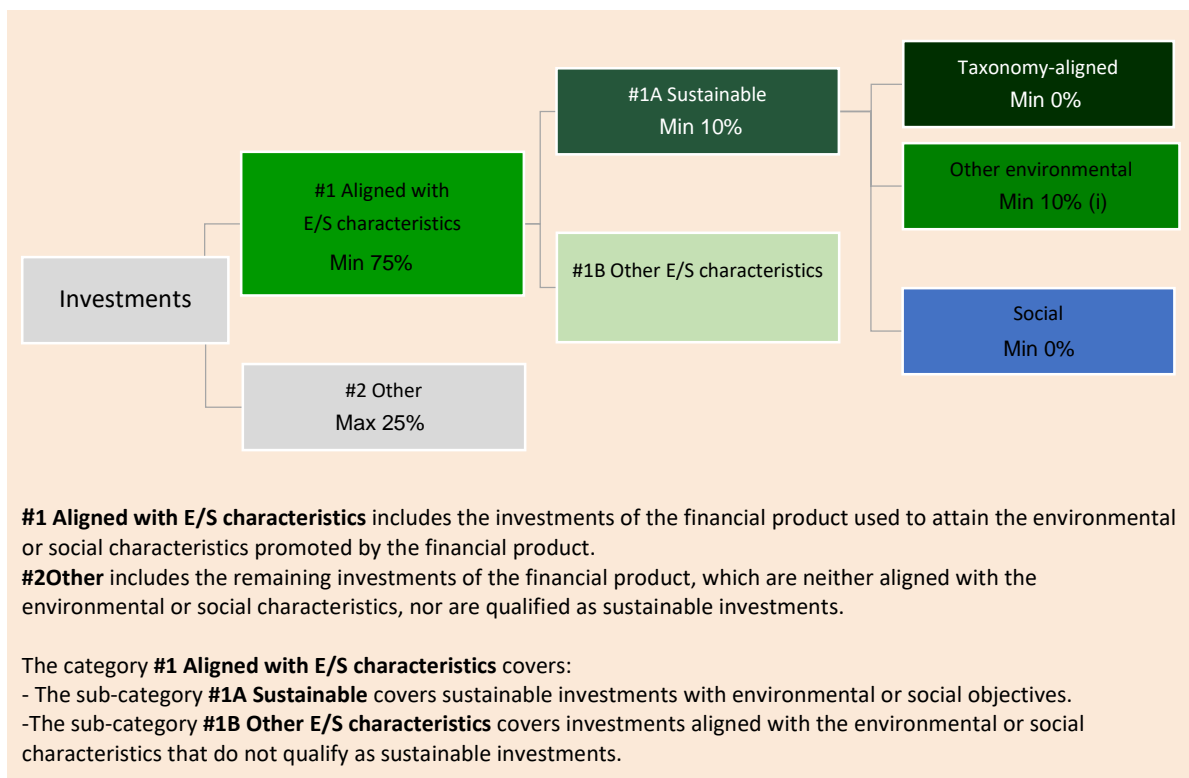 Investments
#1 Aligned with
E/S characteristics
Min 75%
#2 Other
Max 25%
#1A Sustainable
Min 10%
#1B Other E/S characteristics
Taxonomy-aligned
Min 0%
Other environmental
Min 10% (i)
Social
Min 0%
#1 Aligned with E/S characteristics includes the investments of the financial product used to attain the environmental
or social characteristics promoted by the financial product.
#2Other includes the remaining investments of the financial product, which are neither aligned with the
environmental or social characteristics, nor are qualified as sustainable investments.
The category #1 Aligned with E/S characteristics covers:
- The sub-category #1A Sustainable covers sustainable investments with environmental or social objectives.
-The sub-category #1B Other E/S characteristics covers investments aligned with the environmental or social
characteristics that do not qualify as sustainable investments.